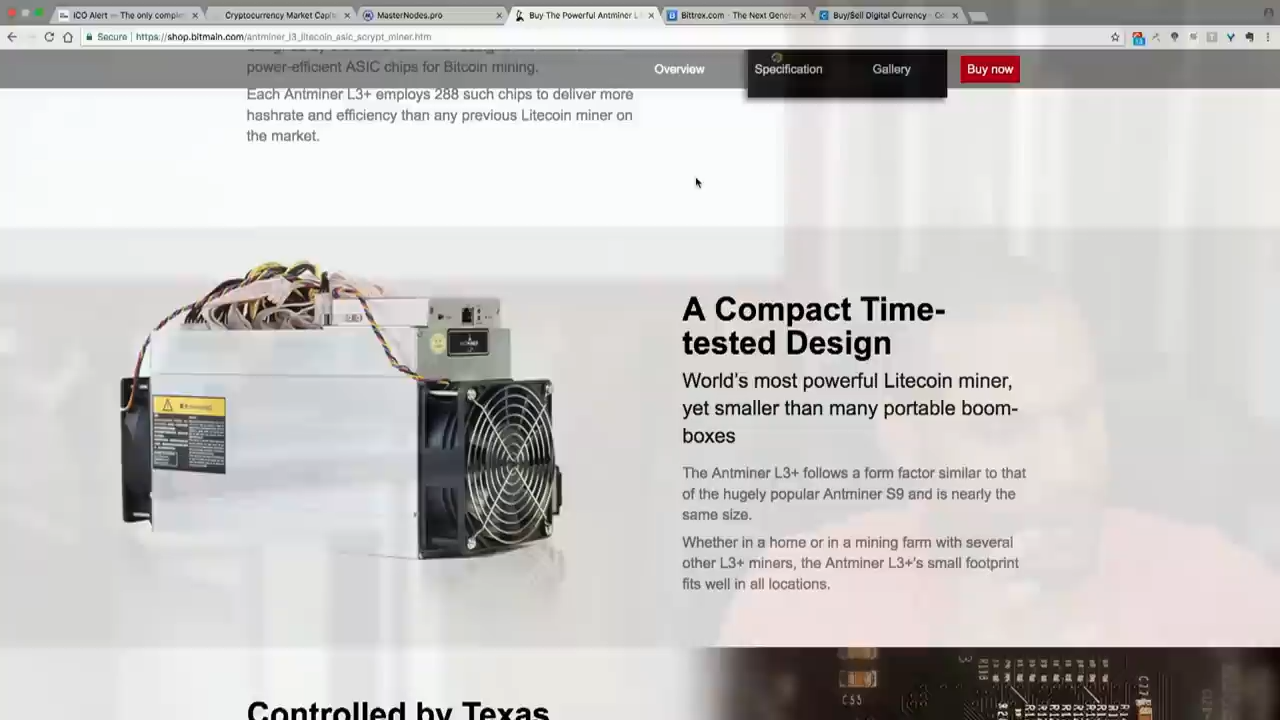 ICO Alert — The only comple
Cryptocurrency Market Capit
MasterNodes.pro
Buy The Powerful Antminer L
Bittrex.com - The Next Genera
Buy/Sell Digital Currency - Co
Secure
https://shop.bitmain.com/antminer_l3_litecoin_asic_scrypt_miner.htm
power-efficient ASIC chips for Bitcoin mining.
Overview
Specification
Gallery
Buy now
Each Antminer L3+ employs 288 such chips to deliver more
hashrate and efficiency than any previous Litecoin miner on
the market.
A Compact Time-
tested Design
World's most powerful Litecoin miner,
yet smaller than many portable boom-
boxes
The Antminer L3+ follows a form factor similar to that
of the hugely popular Antminer S9 and is nearly the
same size.
Whether in a home or in a mining farm with several
other L3+ miners, the Antminer L3+'s small footprint
fits well in all locations.
Controlled by Texas
C55